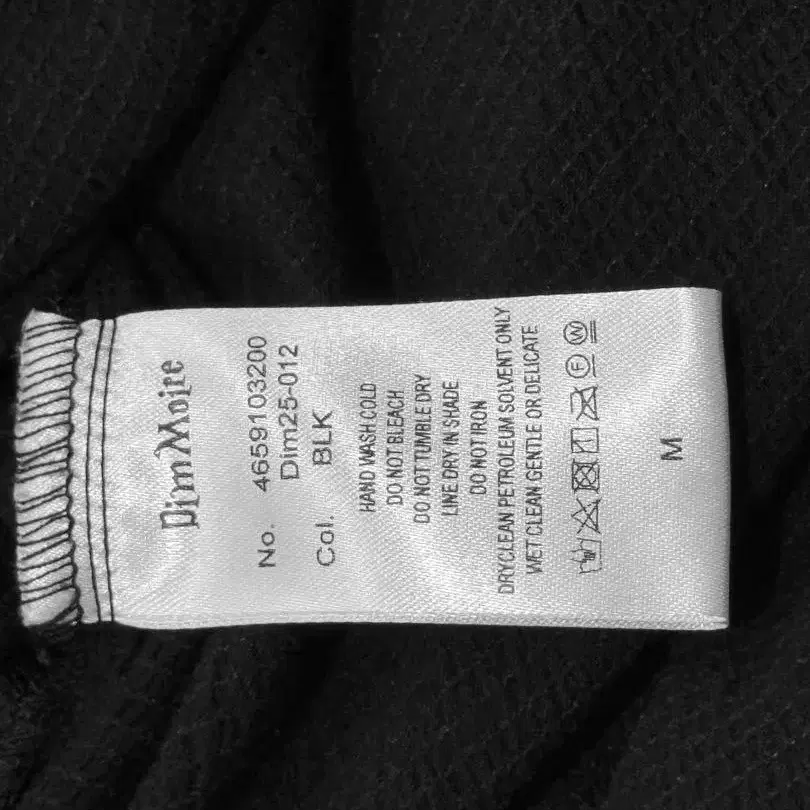 DimMoire
No. 4659103200
Dim25-012
Col. BLK
HAND WASH COLD
DO NOT BLEACH
DO NOT TUMBLE DRY
LINE DRY IN SHADE
DO NOT IRON
DRYCLEAN PETROLEUM SOLVENT ONLY
WET CLEAN GENTLE OR DELICATE
F W
M